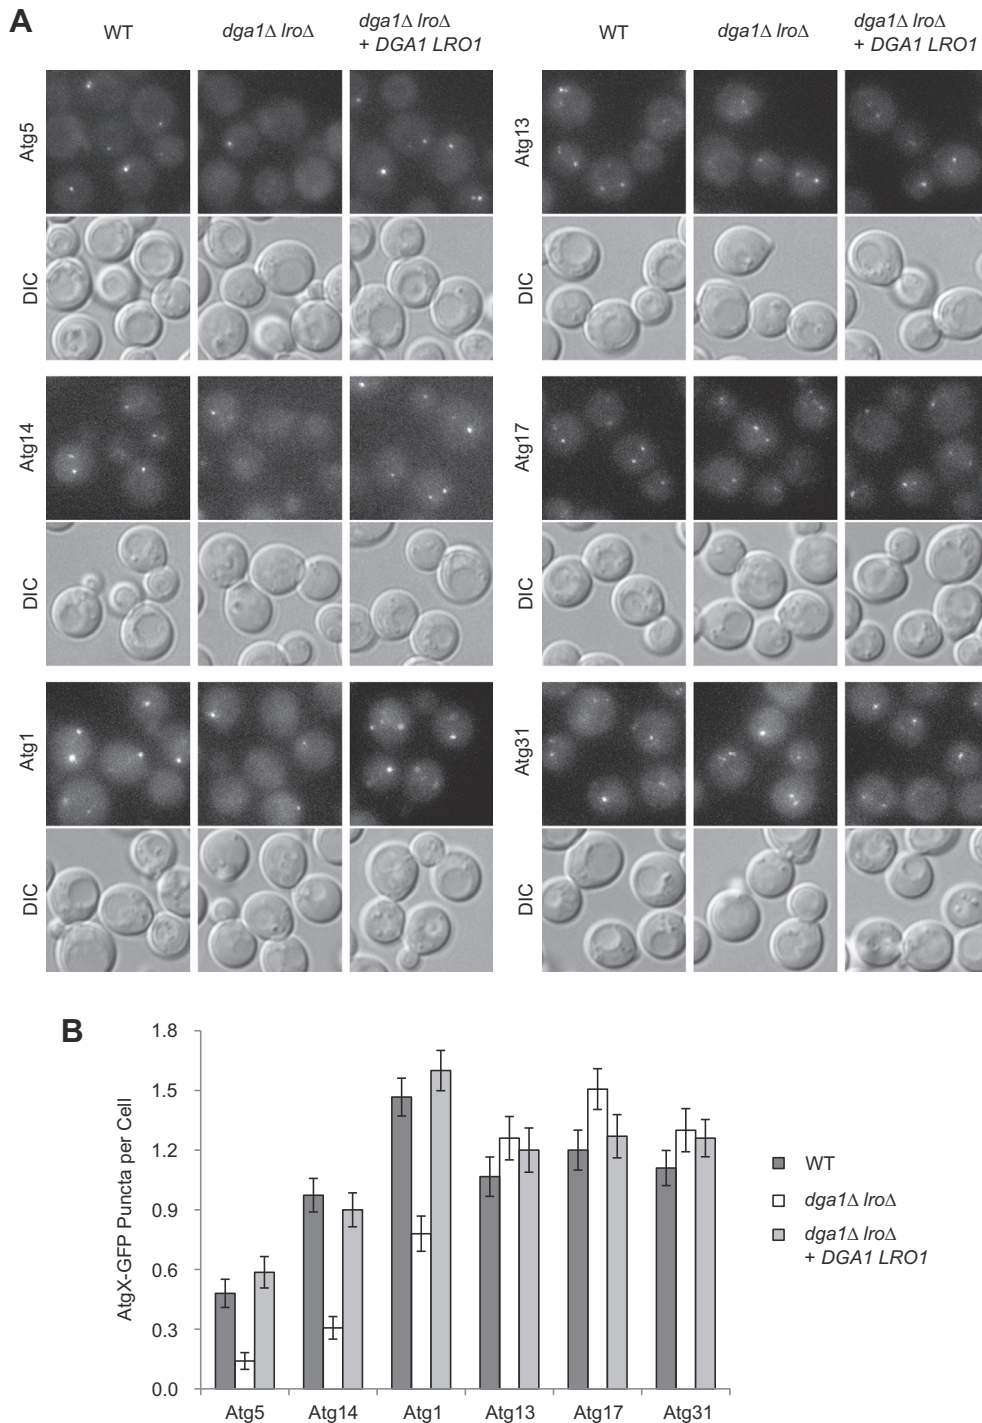 A
WT
dga1Δ lroΔ
dga1Δ lroΔ
+ DGA1 LRO1
WT
dga1Δ lroΔ
dga1Δ lroΔ
+ DGA1 LRO1
Atg5
DIC
Atg13
DIC
Atg14
DIC
Atg17
DIC
Atg1
DIC
Atg31
DIC
B
AtgX-GFP Puncta per Cell
1.8
1.5
1.2
0.9
0.6
0.3
0.0
Atg5
Atg14
Atg1
Atg13
Atg17
Atg31
WT
dga1Δ lroΔ
dga1Δ lroΔ
+ DGA1 LRO1